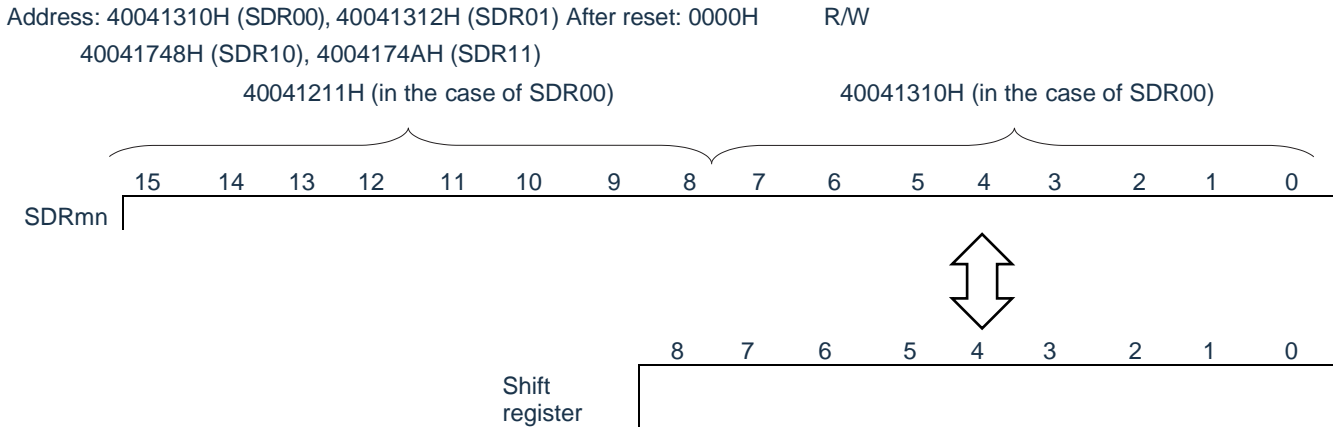 Address: 40041310H (SDR00), 40041312H (SDR01) After reset: 0000H R/W
40041748H (SDR10), 4004174AH (SDR11)
40041211H (in the case of SDR00) 40041310H (in the case of SDR00)
15 14 13 12 11 10 9 8 7 6 5 4 3 2 1 0
SDRmn
8 7 6 5 4 3 2 1 0
Shift
register